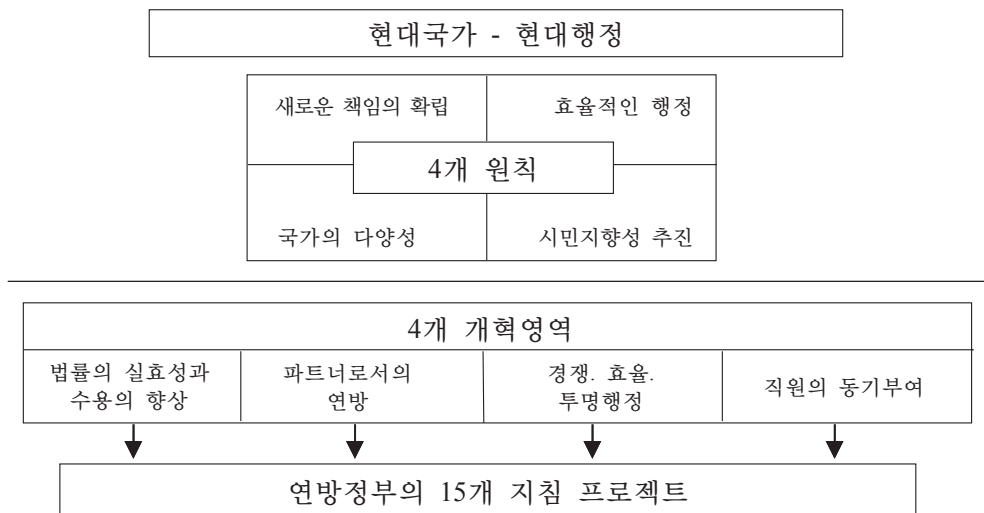 현대국가 - 현대행정
새로운 책임의 확립
효율적인 행정
4개 원칙
국가의 다양성
시민지향성 추진
4개 개혁영역
법률의 실효성과
수용의 향상
파트너로서의
연방
경쟁. 효율.
투명행정
직원의 동기부여
연방정부의 15개 지침 프로젝트